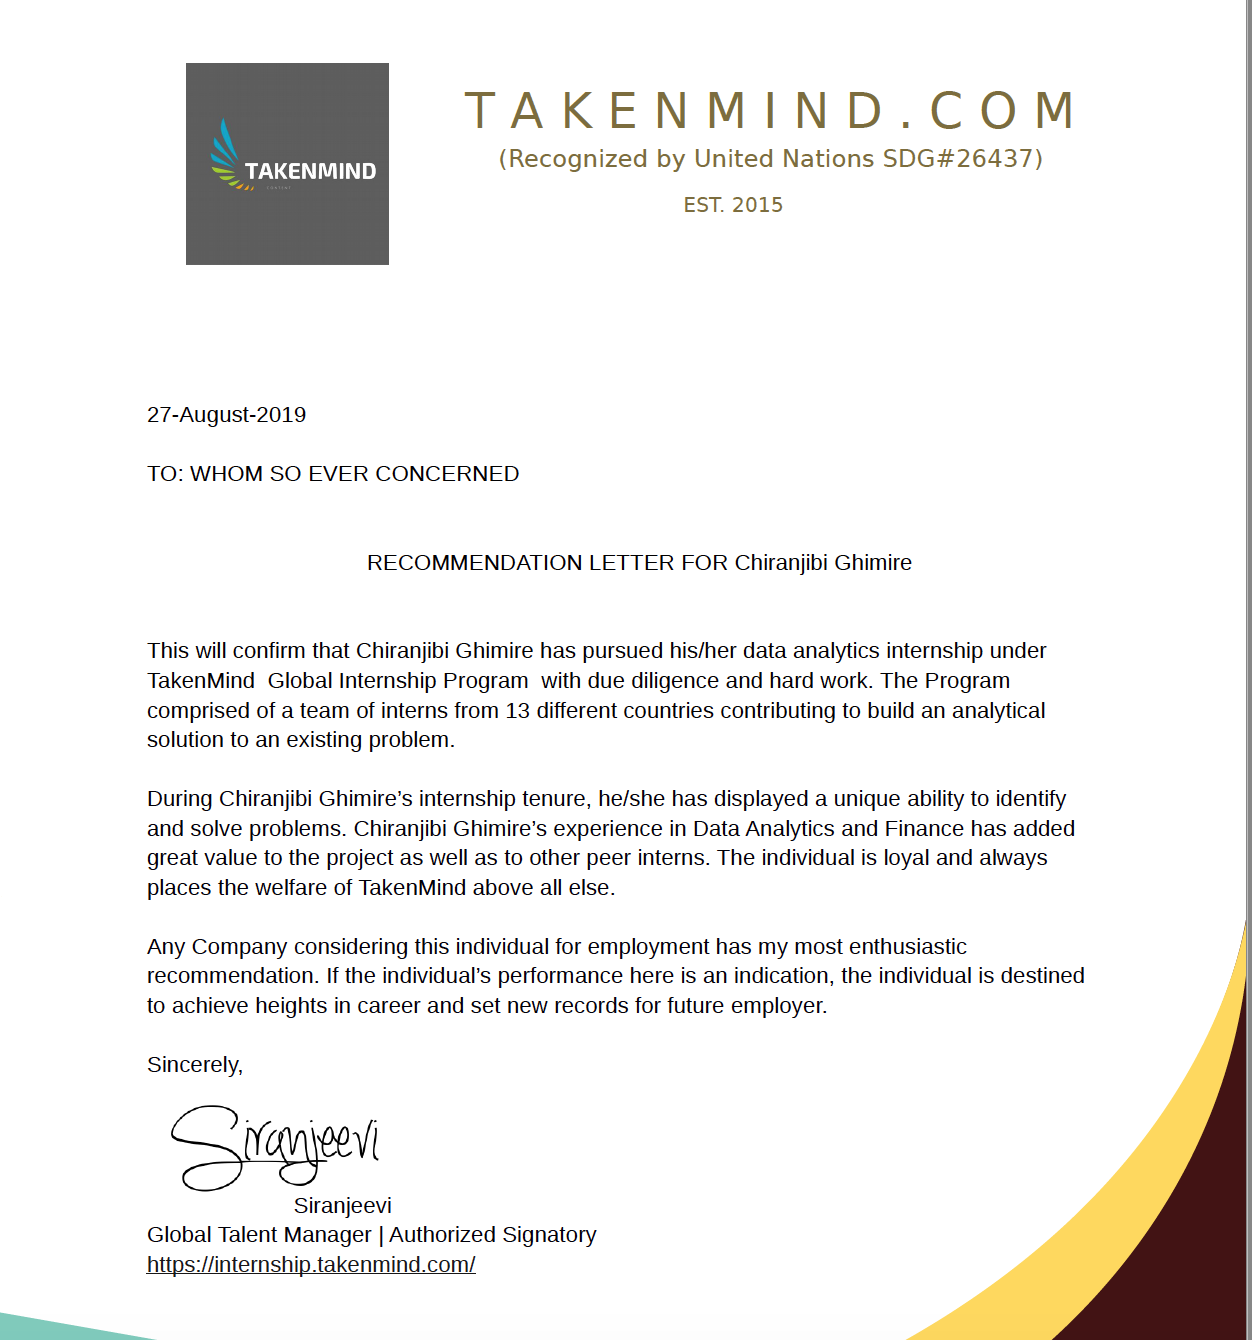 TAKENMIND
TAKENMIND.COM
(Recognized by United Nations SDG#26437)
EST. 2015
27-August-2019
TO: WHOM SO EVER CONCERNED
RECOMMENDATION LETTER FOR Chiranjibi Ghimire
This will confirm that Chiranjibi Ghimire has pursued his/her data analytics internship under
TakenMind  Global Internship Program  with due diligence and hard work. The Program
comprised of a team of interns from 13 different countries contributing to build an analytical
solution to an existing problem.
During Chiranjibi Ghimire’s internship tenure, he/she has displayed a unique ability to identify
and solve problems. Chiranjibi Ghimire’s experience in Data Analytics and Finance has added
great value to the project as well as to other peer interns. The individual is loyal and always
places the welfare of TakenMind above all else.
Any Company considering this individual for employment has my most enthusiastic
recommendation. If the individual’s performance here is an indication, the individual is destined
to achieve heights in career and set new records for future employer.
Sincerely,
Siranjeevi
Siranjeevi
Global Talent Manager | Authorized Signatory
https://internship.takenmind.com/